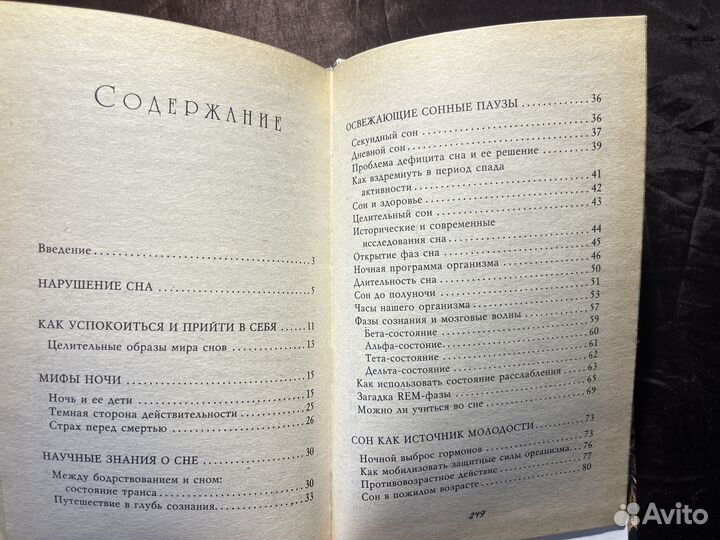 СОДЕРЖАНИЕ
Введение 3
НАРУШЕНИЕ СНА 5
КАК УСПОКОИТЬСЯ И ПРИЙТИ В СЕБЯ 11
Целительные образы мира снов 13
МИФЫ НОЧИ 15
Ночь и ее дети 15
Темная сторона действительности 25
Страх перед смертью 26
НАУЧНЫЕ ЗНАНИЯ О СНЕ 30
Между бодрствованием и сном:
состояние транса 30
Путешествие в глубь сознания 33
ОСВЕЖАЮЩИЕ СОННЫЕ ПАУЗЫ 36
Секундный сон 36
Дневной сон 37
Проблема дефицита сна и ее решение 39
Как вздремнуть в период спада
активности 41
Сон и здоровье 42
Целительный сон 43
Исторические и современные
исследования сна 44
Открытие фаз сна 45
Ночная программа организма 46
Длительность сна 50
Сон до полуночи 51
Часы нашего организма 53
Фазы сознания и мозговые волны 57
Бета-состояние 59
Альфа-состоние 60
Тета-состояние 61
Дельта-состояние 62
Как использовать состояние расслабления 63
Загадка REM-фазы 65
Можно ли учиться во сне 69
СОН КАК ИСТОЧНИК МОЛОДОСТИ 73
Ночной выброс гормонов 73
Как мобилизовать защитные силы организма 76
Противовозрастное действие 77
Сон в пожилом возрасте 80
249
Avito